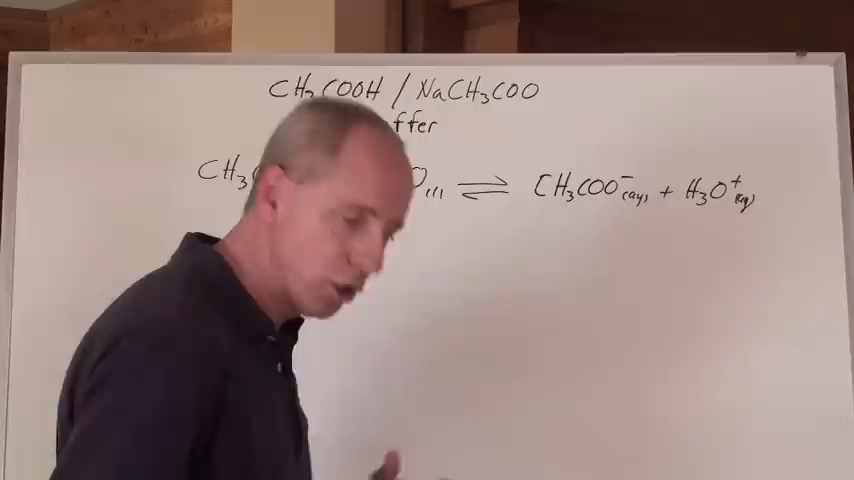 CH₃COOH / NaCH₃COO
ffer
CH₃ O(l) ⇌ CH₃COO⁻(aq) + H₃O⁺(aq)